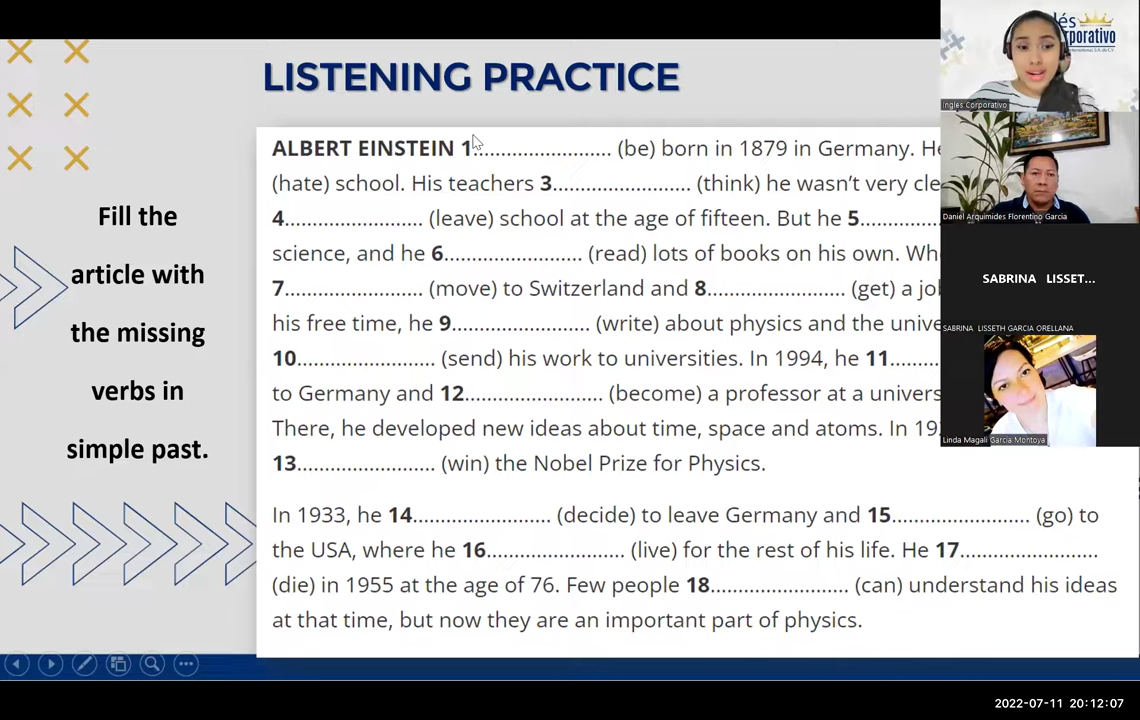 LISTENING PRACTICE
Fill the
article with
the missing
verbs in
simple past.
ALBERT EINSTEIN 1........................ (be) born in 1879 in Germany. He
(hate) school. His teachers 3........................ (think) he wasn't very cle
4........................ (leave) school at the age of fifteen. But he 5...............
science, and he 6........................ (read) lots of books on his own. Wh
7........................ (move) to Switzerland and 8........................ (get) a jo
his free time, he 9........................ (write) about physics and the unive
10........................ (send) his work to universities. In 1994, he 11.........
to Germany and 12........................ (become) a professor at a univers
There, he developed new ideas about time, space and atoms. In 19
13........................ (win) the Nobel Prize for Physics.
In 1933, he 14........................ (decide) to leave Germany and 15........................ (go) to
the USA, where he 16........................ (live) for the rest of his life. He 17........................
(die) in 1955 at the age of 76. Few people 18........................ (can) understand his ideas
at that time, but now they are an important part of physics.
és
rporativo
Ingles Corporativo
Daniel Arquimides Florentino Garcia
SABRINA LISSET...
SABRINA LISSETH GARCIA ORELLANA
Linda Magali Garcia Montoya
2022-07-11 20:12:07